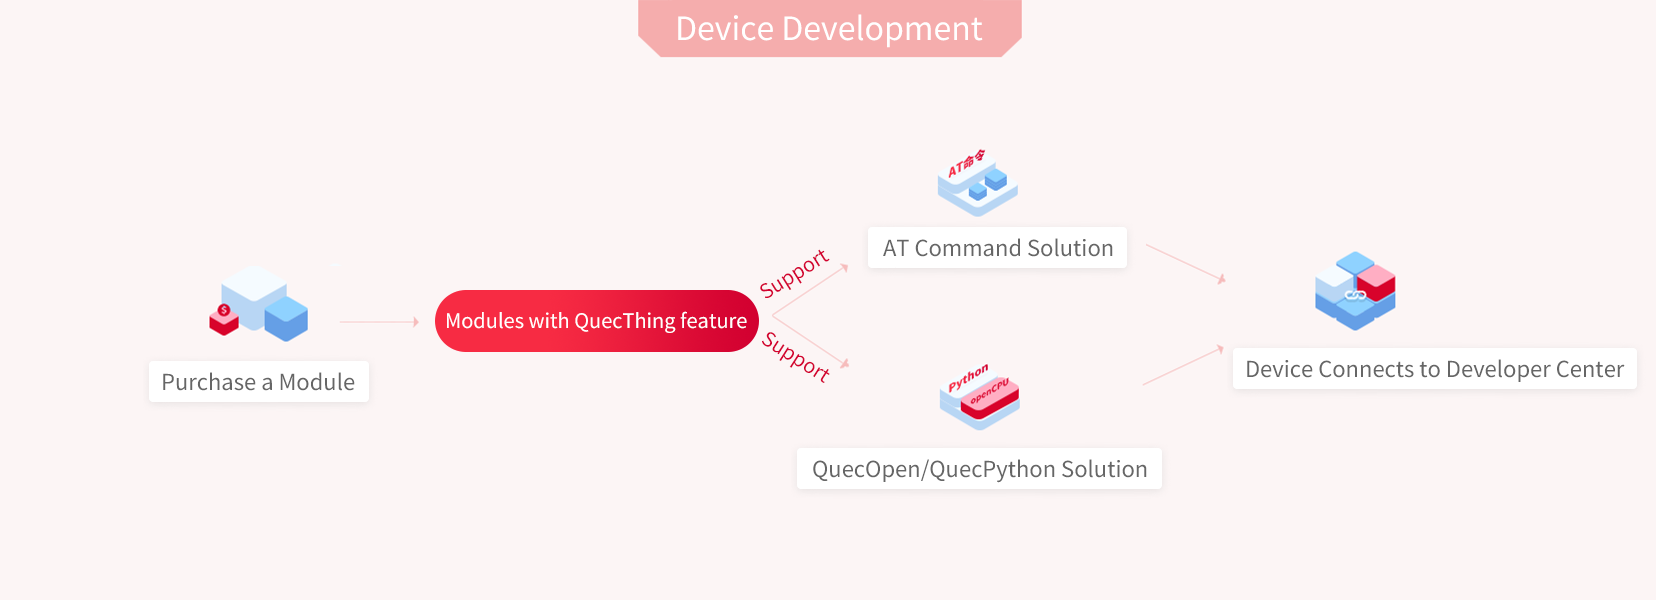 Device Development
AT命令
Support
AT Command Solution
Modules with QuecThing feature
$
Purchase a Module
Support
Python
openCPU
QuecOpen/QuecPython Solution
Device Connects to Developer Center